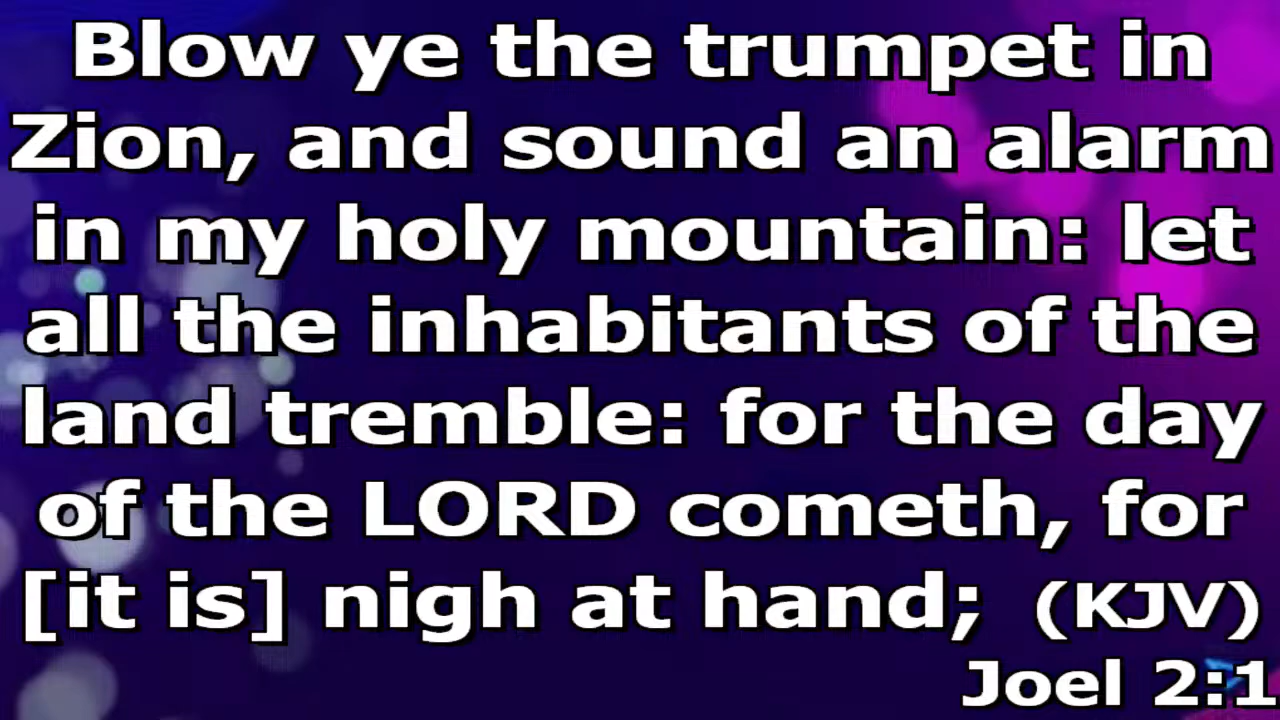 Blow ye the trumpet in
Zion, and sound an alarm
in my holy mountain: let
all the inhabitants of the
land tremble: for the day
of the LORD cometh, for
[it is] nigh at hand; (KJV)
Joel 2:1